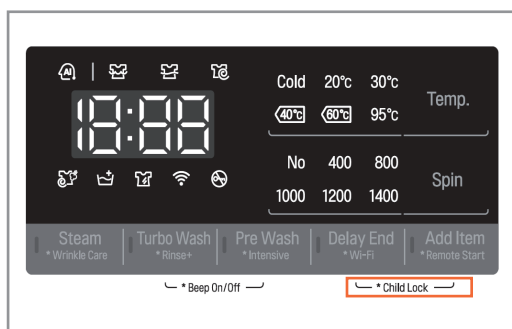 AI
18:88
Cold 20°c 30°c
40°c 60°c 95°c
Temp.
No 400 800
1000 1200 1400
Spin
Steam
* Wrinkle Care
Turbo Wash
* Rinse+
Pre Wash
* Intensive
Delay End
* Wi-Fi
Add Item
* Remote Start
* Beep On/Off
* Child Lock